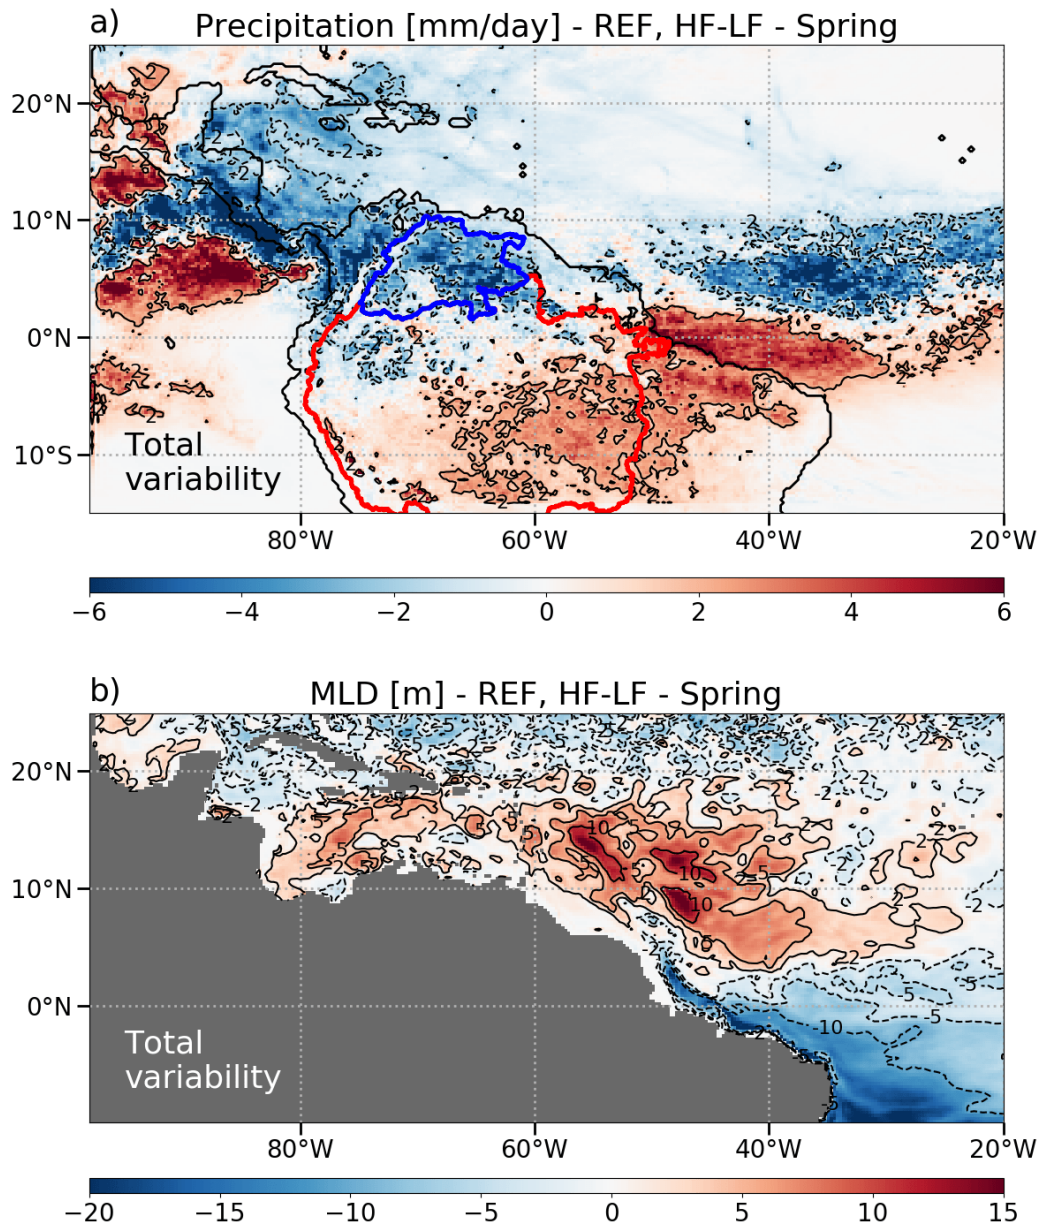 a)
Precipitation [mm/day] - REF, HF-LF - Spring
20°N
10°N
0°N
10°S
Total
variability
80°W 60°W 40°W 20°W
−6 −4 −2 0 2 4 6
b)
MLD [m] - REF, HF-LF - Spring
20°N
10°N
0°N
Total
variability
80°W 60°W 40°W 20°W
−20 −15 −10 −5 0 5 10 15